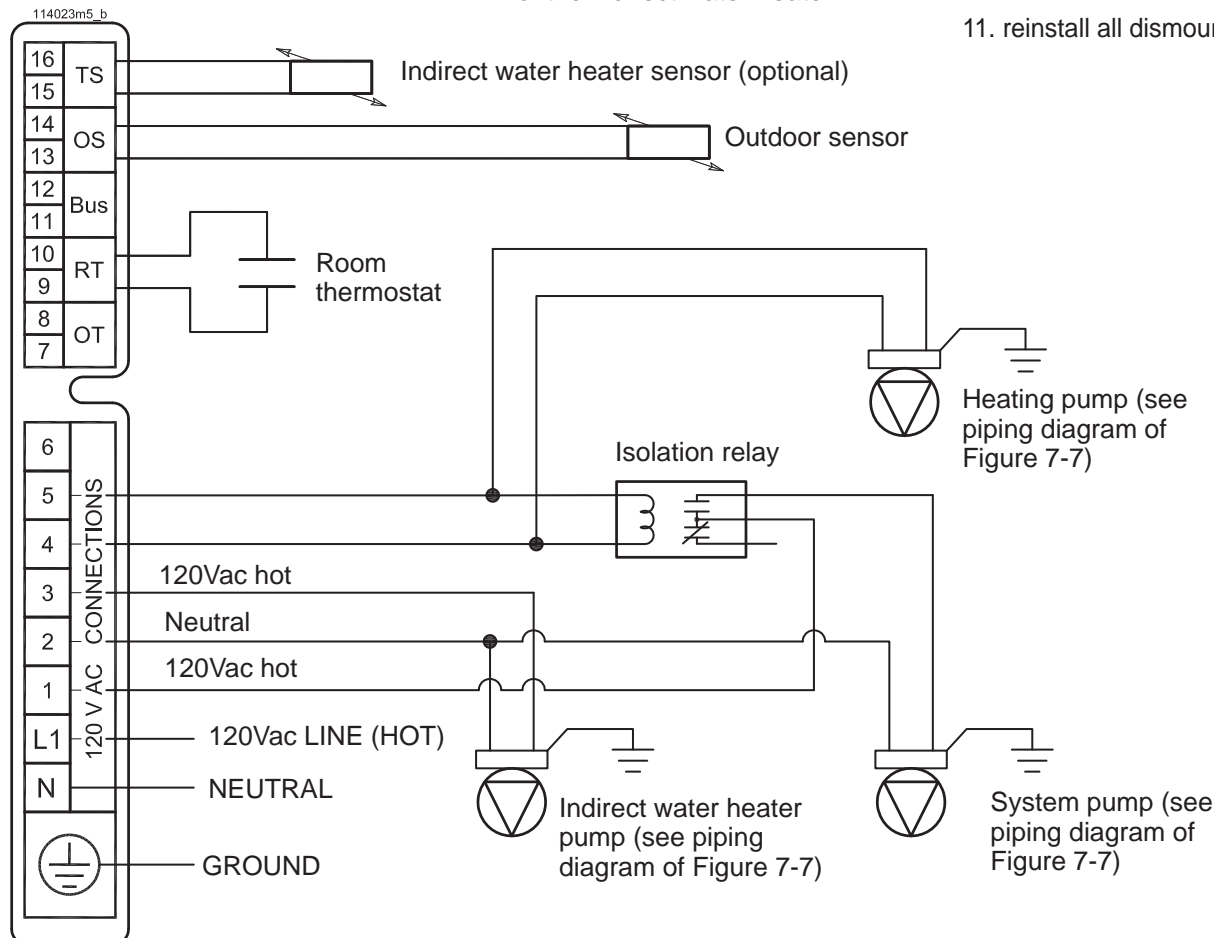 114023m5_b
11. reinstall all dismou
16
TS
15
Indirect water heater sensor (optional)
14
OS
13
Outdoor sensor
12
Bus
11
10
RT
9
Room
thermostat
8
OT
7
Heating pump (see
piping diagram of
Figure 7-7)
Isolation relay
6
5
4
3
2
1
L1
N
120 V AC CONNECTIONS
120Vac hot
Neutral
120Vac hot
120Vac LINE (HOT)
NEUTRAL
GROUND
Indirect water heater
pump (see piping
diagram of Figure 7-7)
System pump (see
piping diagram of
Figure 7-7)